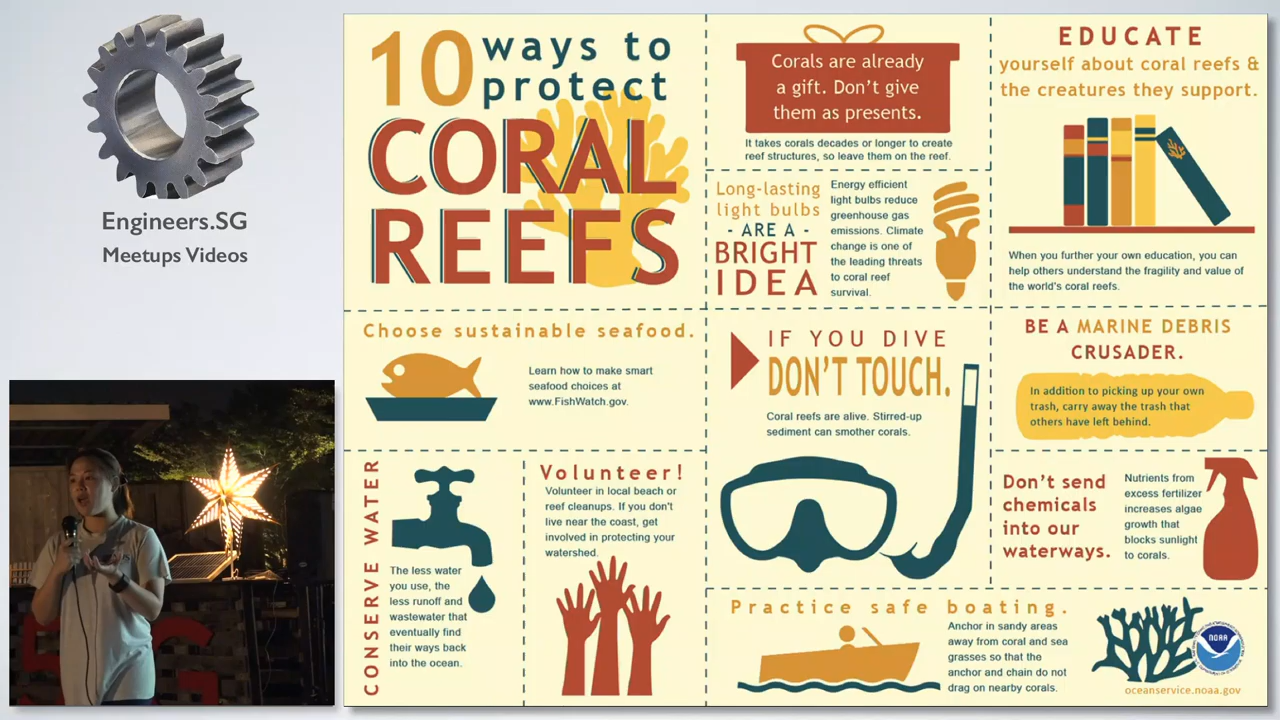 Engineers.SG
Meetups Videos
10 ways to
protect
CORAL
REEFS
Corals are already
a gift. Don't give
them as presents.
It takes corals decades or longer to create
reef structures, so leave them on the reef.
EDUCATE
yourself about coral reefs &
the creatures they support.
When you further your own education, you can
help others understand the fragility and value of
the world's coral reefs.
Long-lasting
light bulbs
- ARE A -
BRIGHT
IDEA
Energy efficient
light bulbs reduce
greenhouse gas
emissions. Climate
change is one of
the leading threats
to coral reef
survival.
Choose sustainable seafood.
Learn how to make smart
seafood choices at
www.FishWatch.gov.
IF YOU DIVE
DON'T TOUCH.
Coral reefs are alive. Stirred-up
sediment can smother corals.
BE A MARINE DEBRIS
CRUSADER.
In addition to picking up your own
trash, carry away the trash that
others have left behind.
CONSERVE WATER
The less water
you use, the
less runoff and
wastewater that
eventually find
their ways back
into the ocean.
Volunteer!
Volunteer in local beach or
reef cleanups. If you don't
live near the coast, get
involved in protecting your
watershed.
Don't send
chemicals
into our
waterways.
Nutrients from
excess fertilizer
increases algae
growth that
blocks sunlight
to corals.
Practice safe boating.
Anchor in sandy areas
away from coral and sea
grasses so that the
anchor and chain do not
drag on nearby corals.
NOAA
oceanservice.noaa.gov